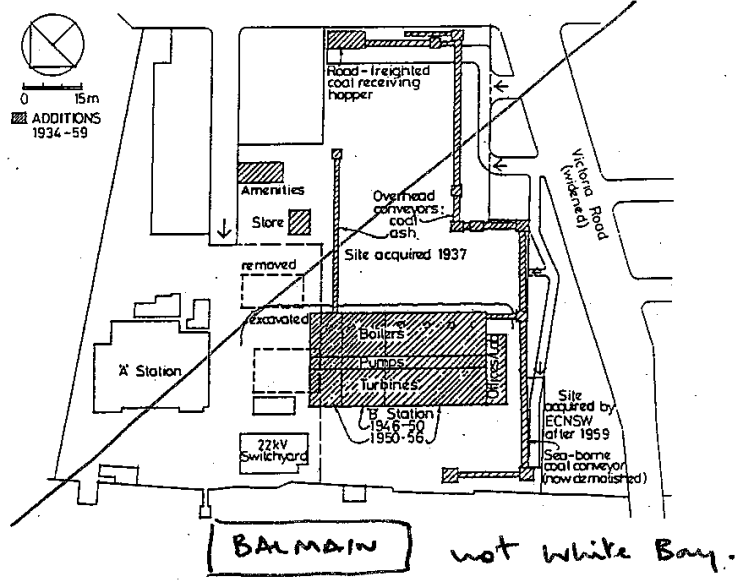 0 15m
ADDITIONS
1934-59
Road-freighted
coal receiving
hopper
Amenities
Store
Overhead
conveyors:
coal
ash
Victoria Road
(widened)
Site acquired 1937
removed
excavated
Boilers
Pumps
Turbines
Offices/Lab
'A' Station
'B' Station
1946-50
1950-56
22kV
Switchyard
Site
acquired by
ECNSW
after 1959
Sea-borne
coal conveyor
(now demolished)
BALMAIN not White Bay.